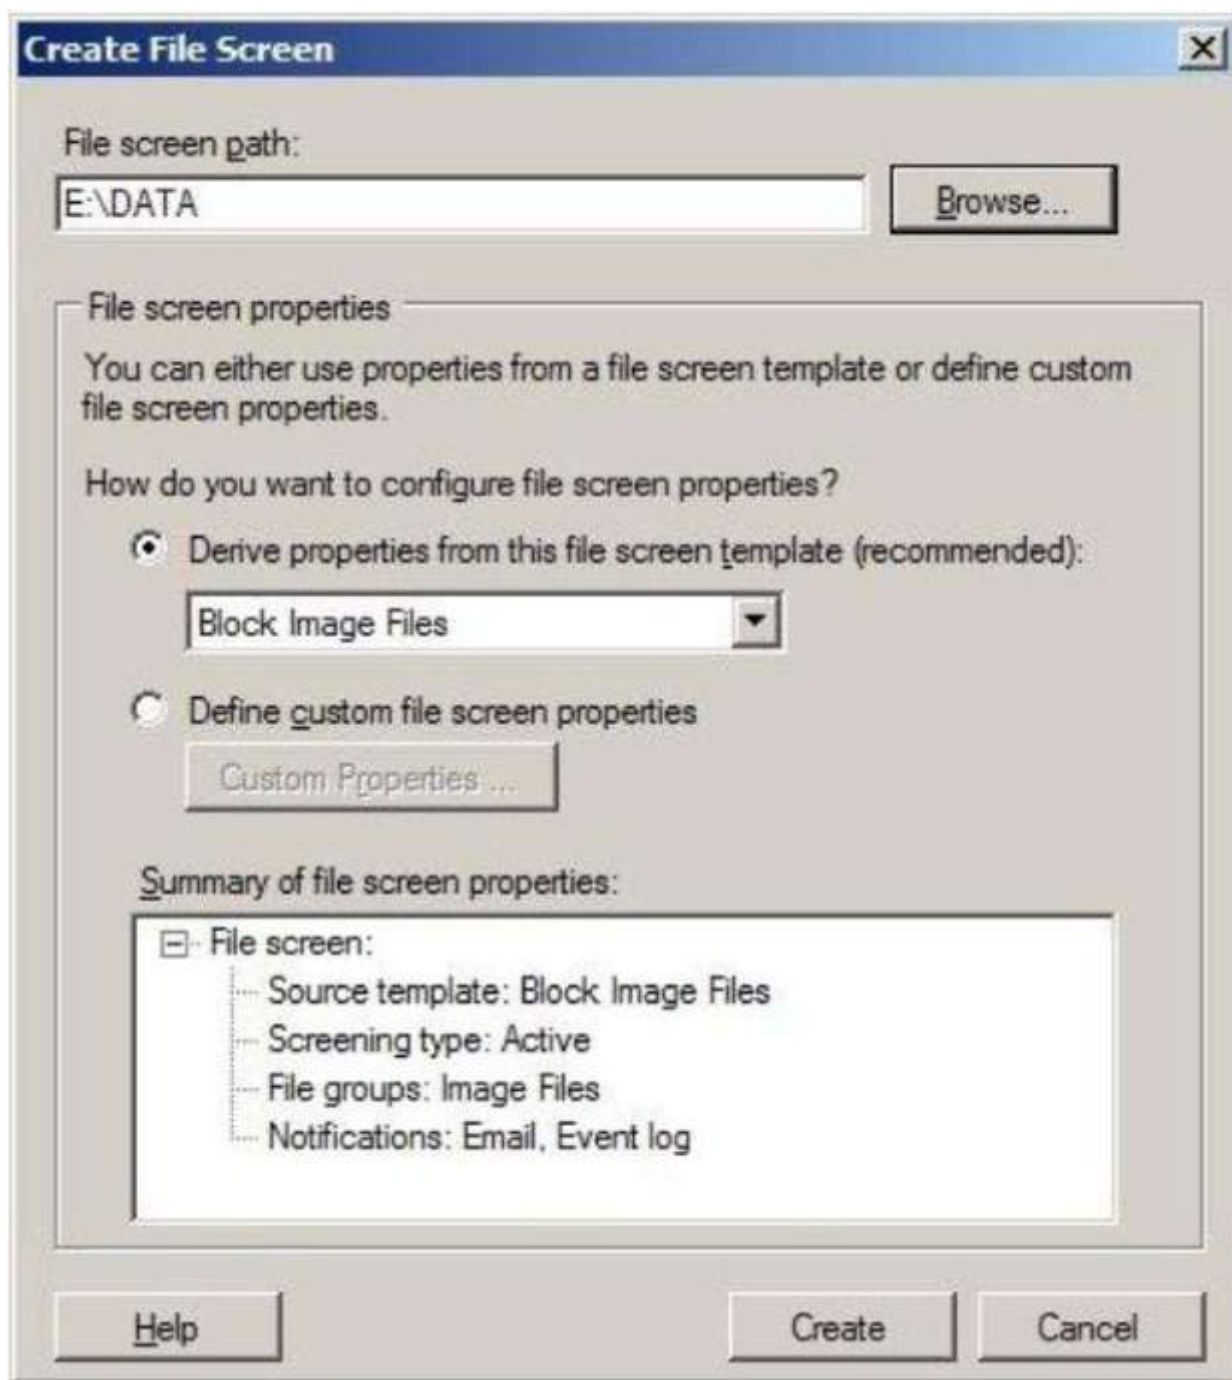 Create File Screen
File screen path:
E:\DATA
Browse...
File screen properties
You can either use properties from a file screen template or define custom
file screen properties.
How do you want to configure file screen properties?
Derive properties from this file screen template (recommended):
Block Image Files
Define custom file screen properties
Custom Properties ...
Summary of file screen properties:
File screen:
Source template: Block Image Files
Screening type: Active
File groups: Image Files
Notifications: Email, Event log
Help
Create
Cancel